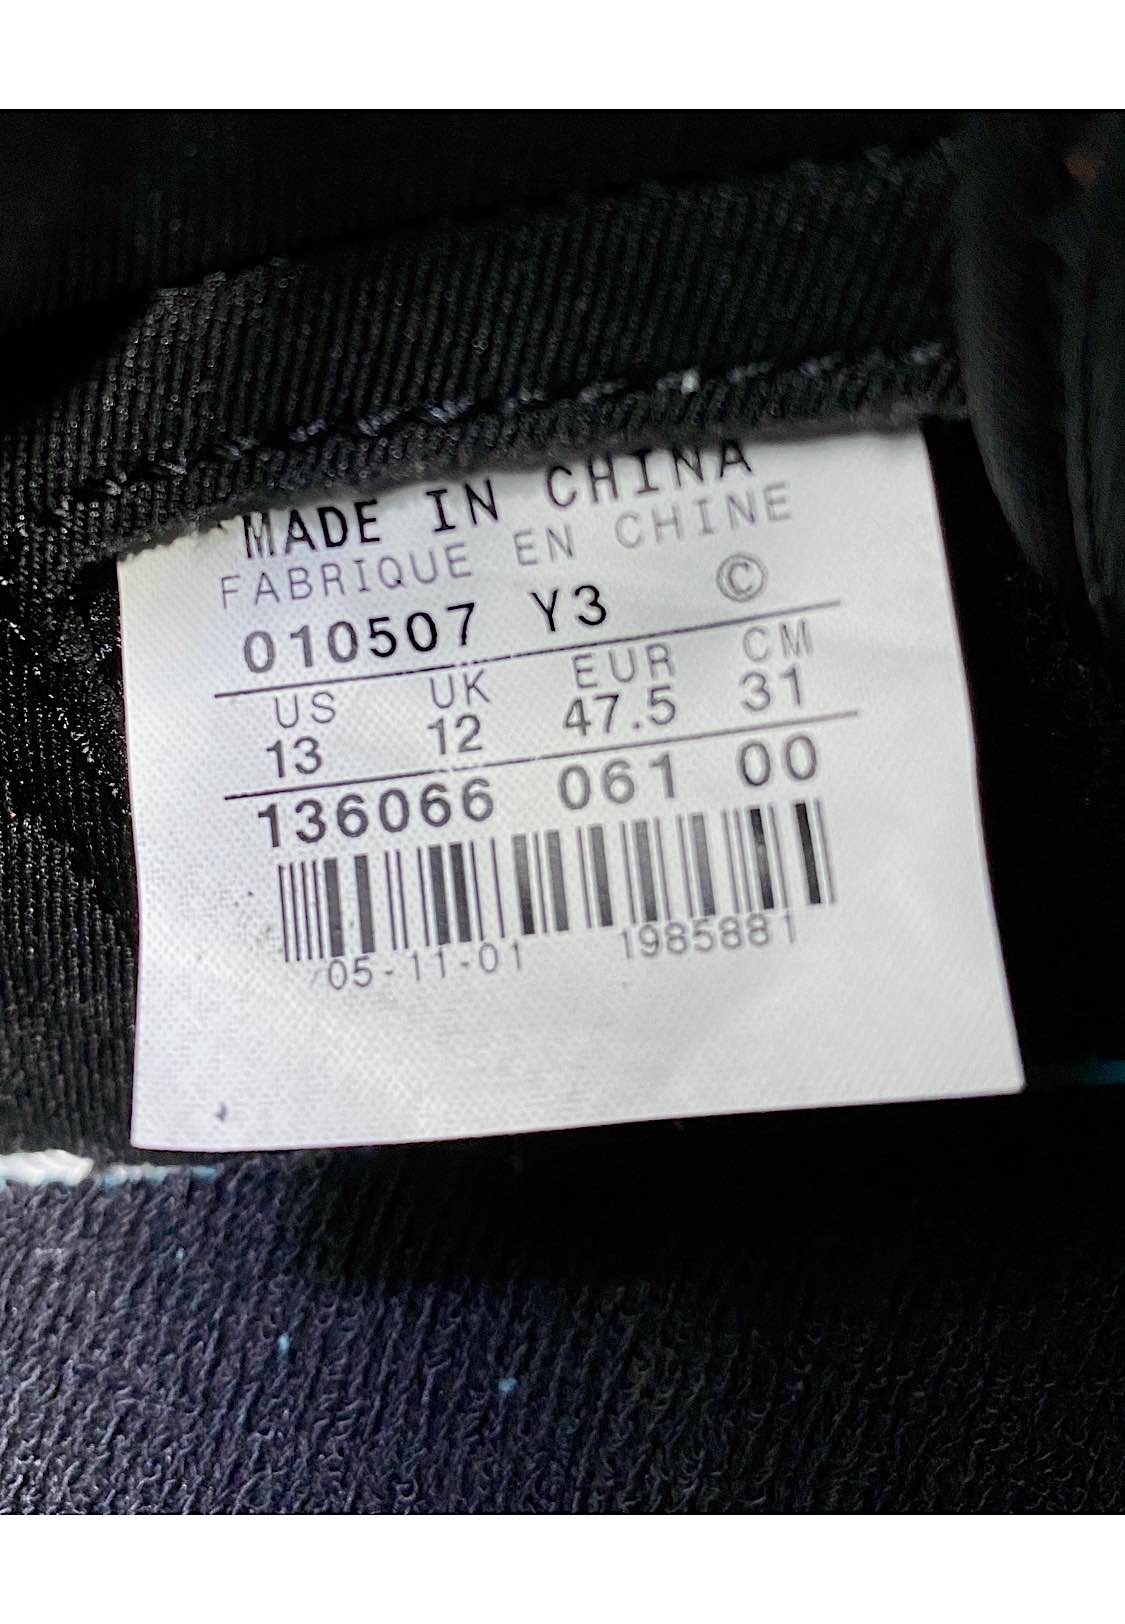 MADE IN CHINA
FABRIQUE EN CHINE
010507 Y3 ©
US UK EUR CM
13 12 47.5 31
136066 061 00
05-11-01 1985881